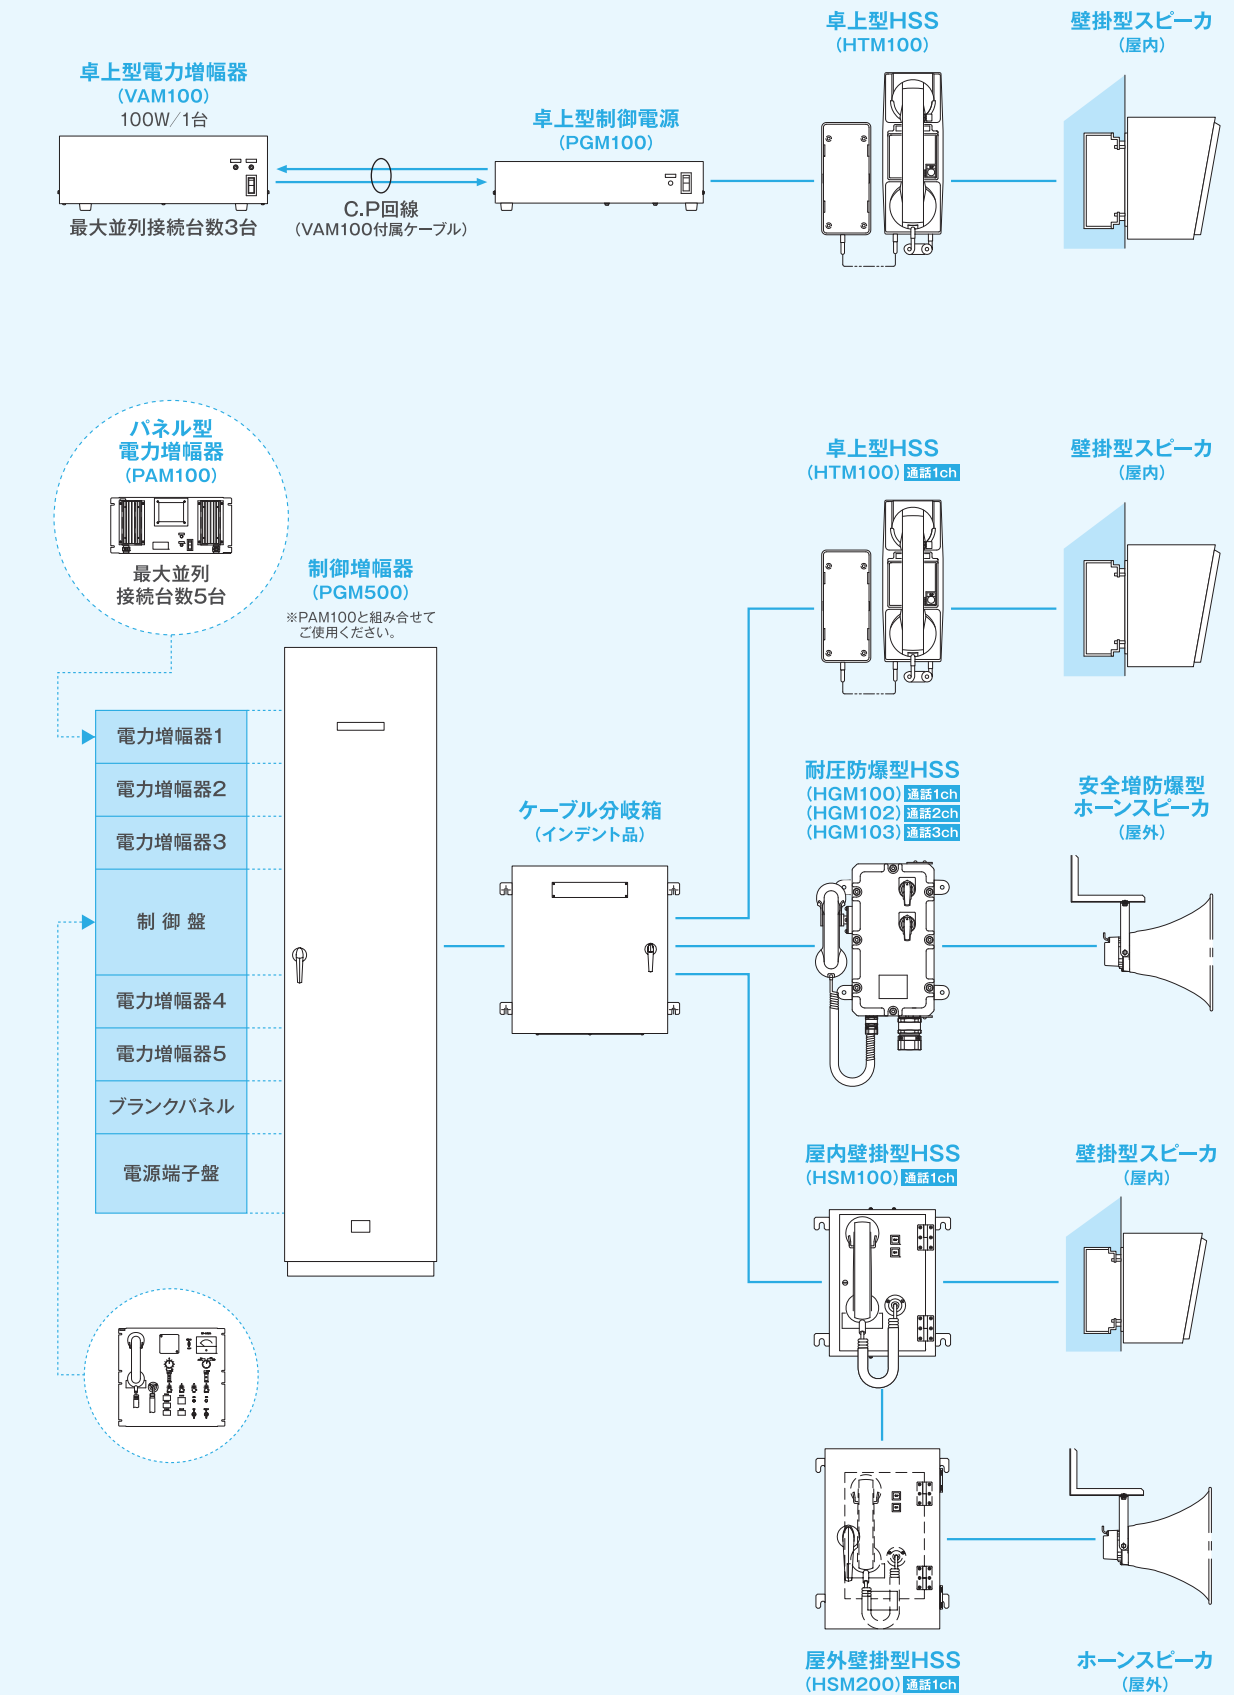 卓上型HSS
（HTM100）
壁掛型スピーカ
（屋内）
卓上型電力増幅器
（VAM100）
100W／1台
最大並列接続台数3台
C.P回線
（VAM100付属ケーブル）
卓上型制御電源
（PGM100）
パネル型
電力増幅器
（PAM100）
最大並列
接続台数5台
制御増幅器
（PGM500）
※PAM100と組み合せて
ご使用ください。
電力増幅器1
電力増幅器2
電力増幅器3
制 御 盤
電力増幅器4
電力増幅器5
ブランクパネル
電源端子盤
ケーブル分岐箱
（インデント品）
卓上型HSS
（HTM100）通話1ch
壁掛型スピーカ
（屋内）
耐圧防爆型HSS
（HGM100）通話1ch
（HGM102）通話2ch
（HGM103）通話3ch
安全増防爆型
ホーンスピーカ
（屋外）
屋内壁掛型HSS
（HSM100）通話1ch
壁掛型スピーカ
（屋内）
屋外壁掛型HSS
（HSM200）通話1ch
ホーンスピーカ
（屋外）